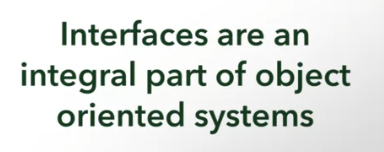 Interfaces are an
integral part of object
oriented systems